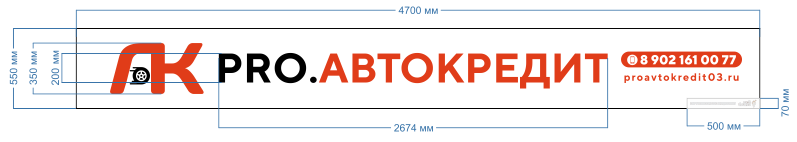 4700 мм
550 мм
350 мм
200 мм
АК PRO.АВТОКРЕДИТ
8 902 161 00 77
proavtokredit03.ru
70 мм
500 мм
2674 мм